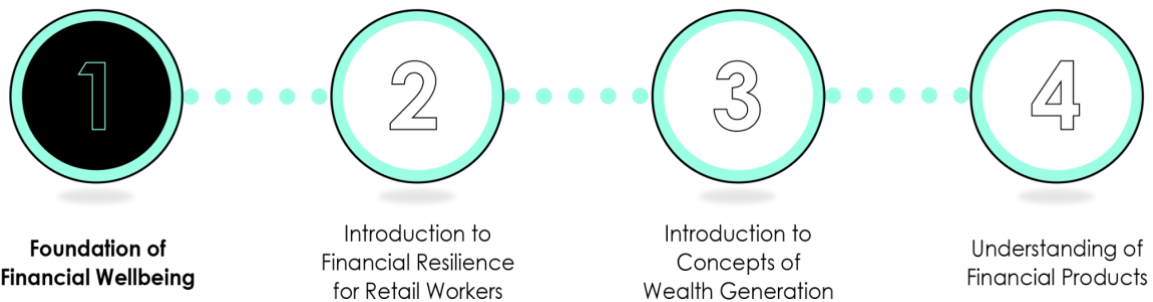 1
Foundation of
Financial Wellbeing
2
Introduction to
Financial Resilience
for Retail Workers
3
Introduction to
Concepts of
Wealth Generation
4
Understanding of
Financial Products